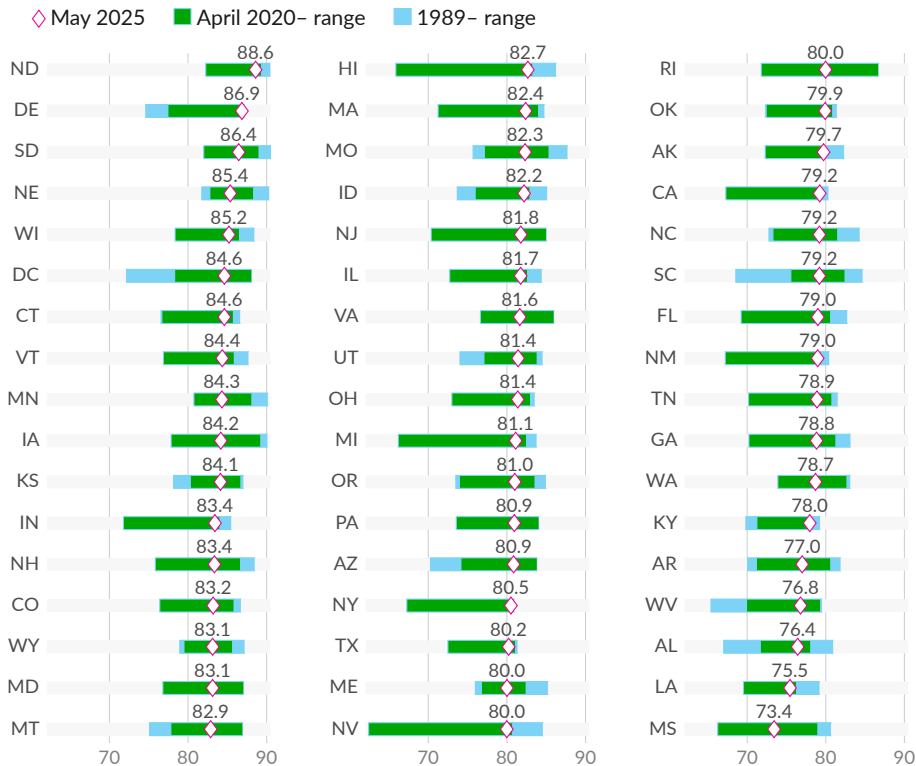 May 2025 April 2020– range 1989– range
ND 88.6
DE 86.9
SD 86.4
NE 85.4
WI 85.2
DC 84.6
CT 84.6
VT 84.4
MN 84.3
IA 84.2
KS 84.1
IN 83.4
NH 83.4
CO 83.2
WY 83.1
MD 83.1
MT 82.9
70 80 90
HI 82.7
MA 82.4
MO 82.3
ID 82.2
NJ 81.8
IL 81.7
VA 81.6
UT 81.4
OH 81.4
MI 81.1
OR 81.0
PA 80.9
AZ 80.9
NY 80.5
TX 80.2
ME 80.0
NV 80.0
70 80 90
RI 80.0
OK 79.9
AK 79.7
CA 79.2
NC 79.2
SC 79.2
FL 79.0
NM 79.0
TN 78.9
GA 78.8
WA 78.7
KY 78.0
AR 77.0
WV 76.8
AL 76.4
LA 75.5
MS 73.4
70 80 90